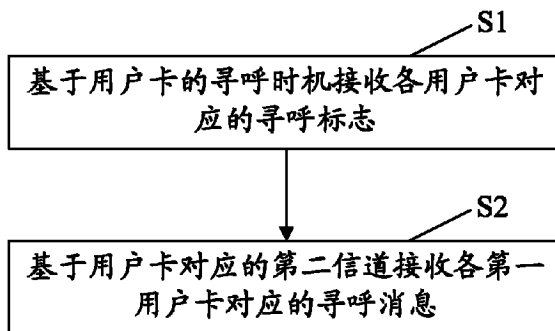 S1
基于用户卡的寻呼时机接收各用户卡对
应的寻呼标志
S2
基于用户卡对应的第二信道接收各第一
用户卡对应的寻呼消息